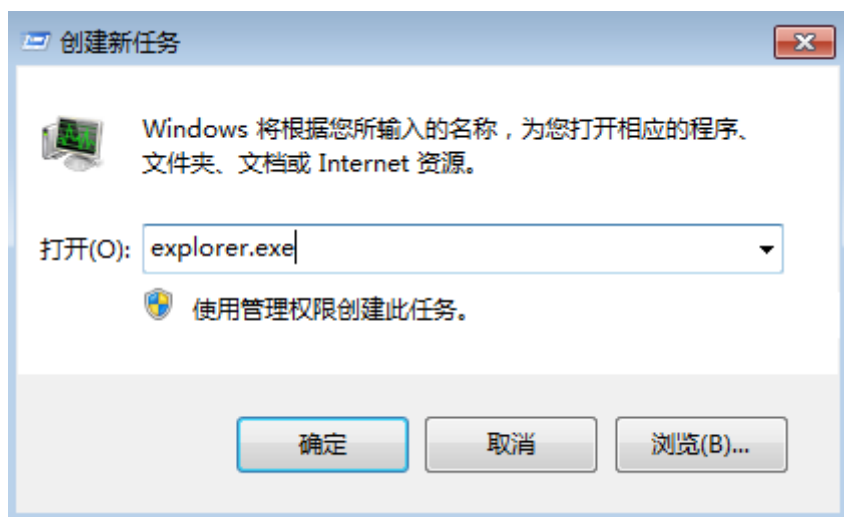 创建新任务
Windows 将根据您所输入的名称，为您打开相应的程序、
文件夹、文档或 Internet 资源。
打开(O): explorer.exe
使用管理权限创建此任务。
确定 取消 浏览(B)...